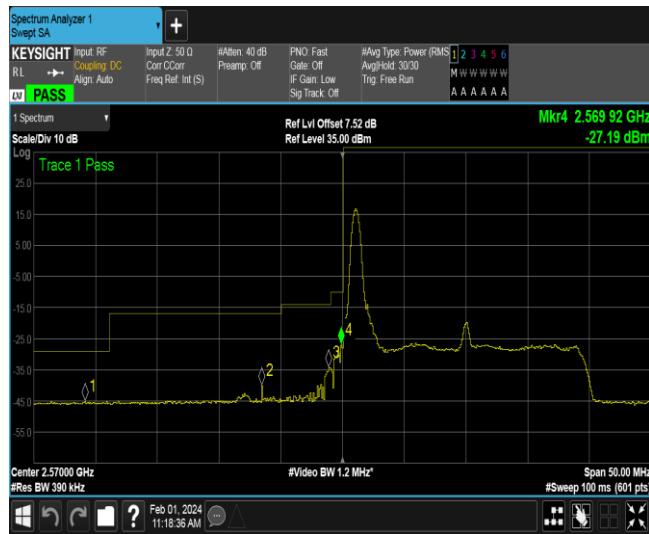 Spectrum Analyzer 1
Swept SA
+
KEYSIGHT
RL
LXI PASS
Input: RF
Coupling: DC
Align: Auto
Input Z: 50 Ω
Corr CCorr
Freq Ref: Int (S)
#Atten: 40 dB
Preamp: Off
PNO: Fast
Gate: Off
IF Gain: Low
Sig Track: Off
#Avg Type: Power (RMS
Avg|Hold: 30/30
Trig: Free Run
1 2 3 4 5 6
M W W W W W
A A A A A A
1 Spectrum
Scale/Div 10 dB
Ref Lvl Offset 7.52 dB
Ref Level 35.00 dBm
Mkr4 2.569 92 GHz
-27.19 dBm
Log
Trace 1 Pass
25.0
15.0
5.00
-5.00
-15.0
-25.0
-35.0
-45.0
-55.0
1
2
3
4
Center 2.57000 GHz
#Res BW 390 kHz
#Video BW 1.2 MHz*
Span 50.00 MHz
#Sweep 100 ms (601 pts)
?
Feb 01, 2024
11:18:36 AM